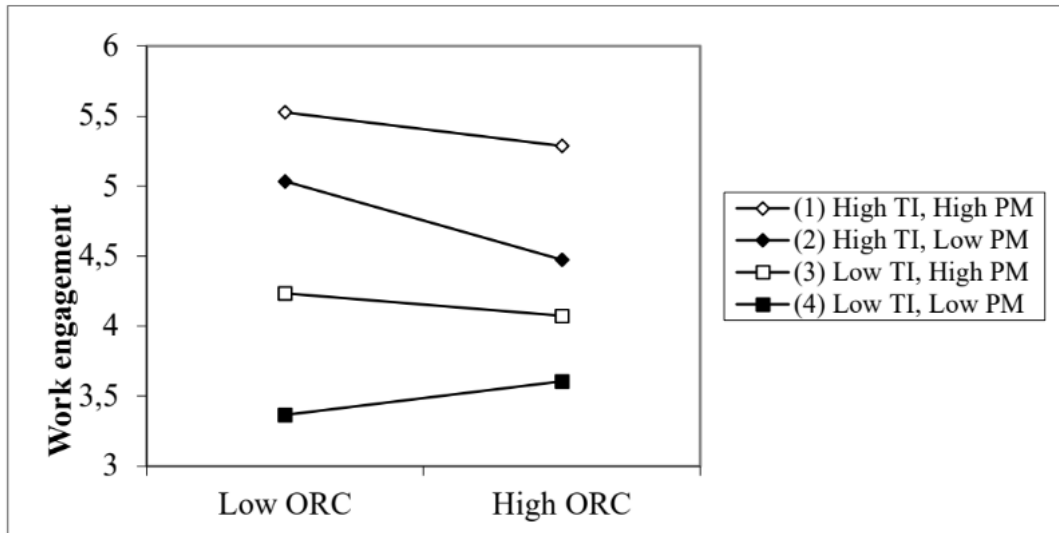 6
5,5
5
4,5
4
3,5
3
Work engagement
Low ORC
High ORC
(1) High TI, High PM
(2) High TI, Low PM
(3) Low TI, High PM
(4) Low TI, Low PM